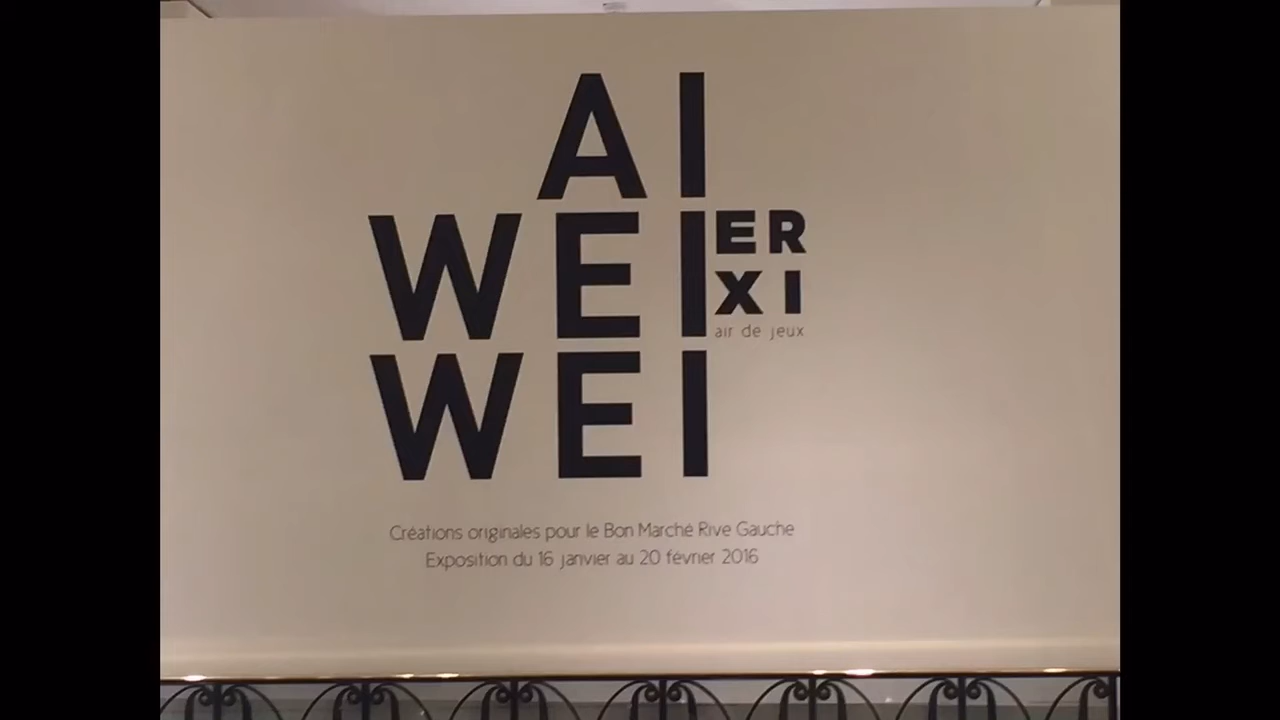 AI
WEI
ER
XI
air de jeux
WEI
Créations originales pour le Bon Marché Rive Gauche
Exposition du 16 janvier au 20 février 2016